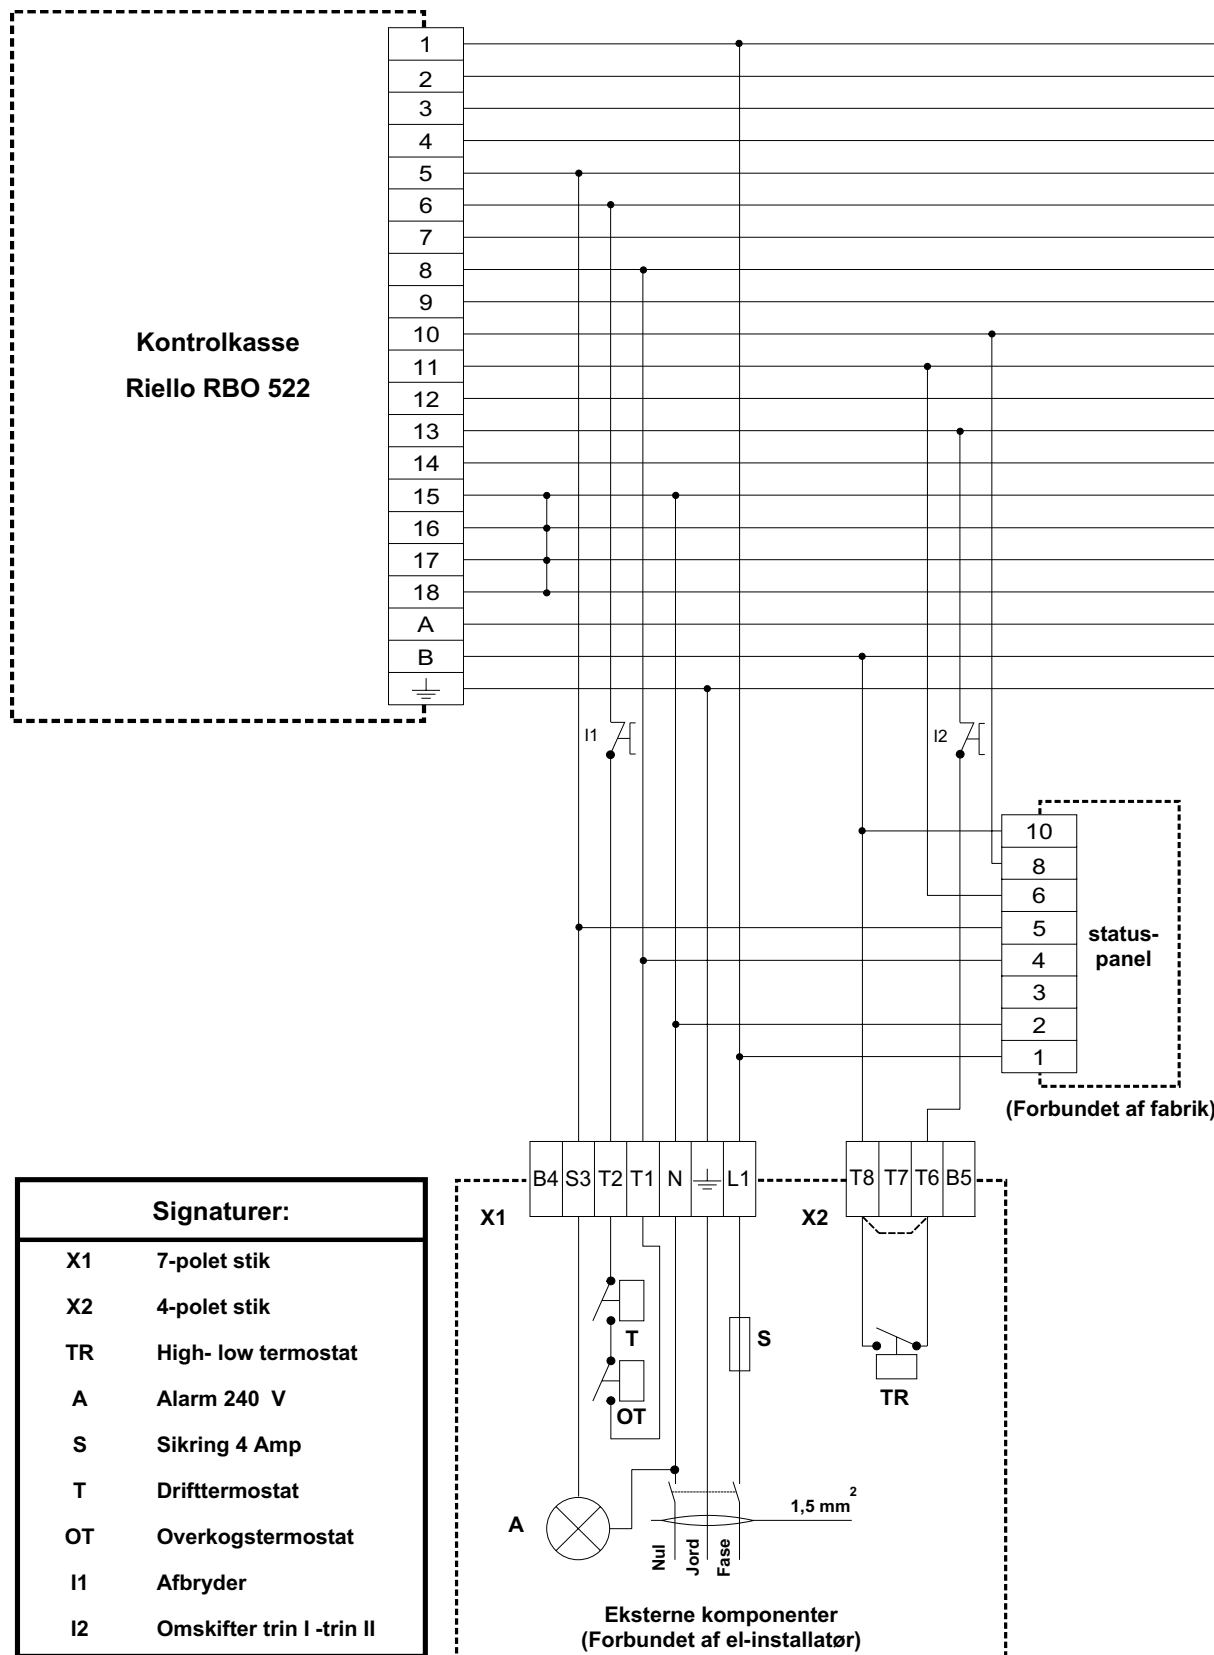 1
2
3
4
5
6
7
8
9
10
11
12
13
14
15
16
17
18
A
B
Kontrolkasse
Riello RBO 522
I1
I2
10
8
6
5
4
3
2
1
status-
panel
(Forbundet af fabrik)
B4 S3 T2 T1 N L1
X1
T8 T7 T6 B5
X2
T
OT
S
TR
A
1,5 mm²
Nul
Jord
Fase
Eksterne komponenter
(Forbundet af el-installatør)
Signaturer:
X1 7-polet stik
X2 4-polet stik
TR High- low termostat
A Alarm 240 V
S Sikring 4 Amp
T Drifttermostat
OT Overkogstermostat
I1 Afbryder
I2 Omskifter trin I -trin II